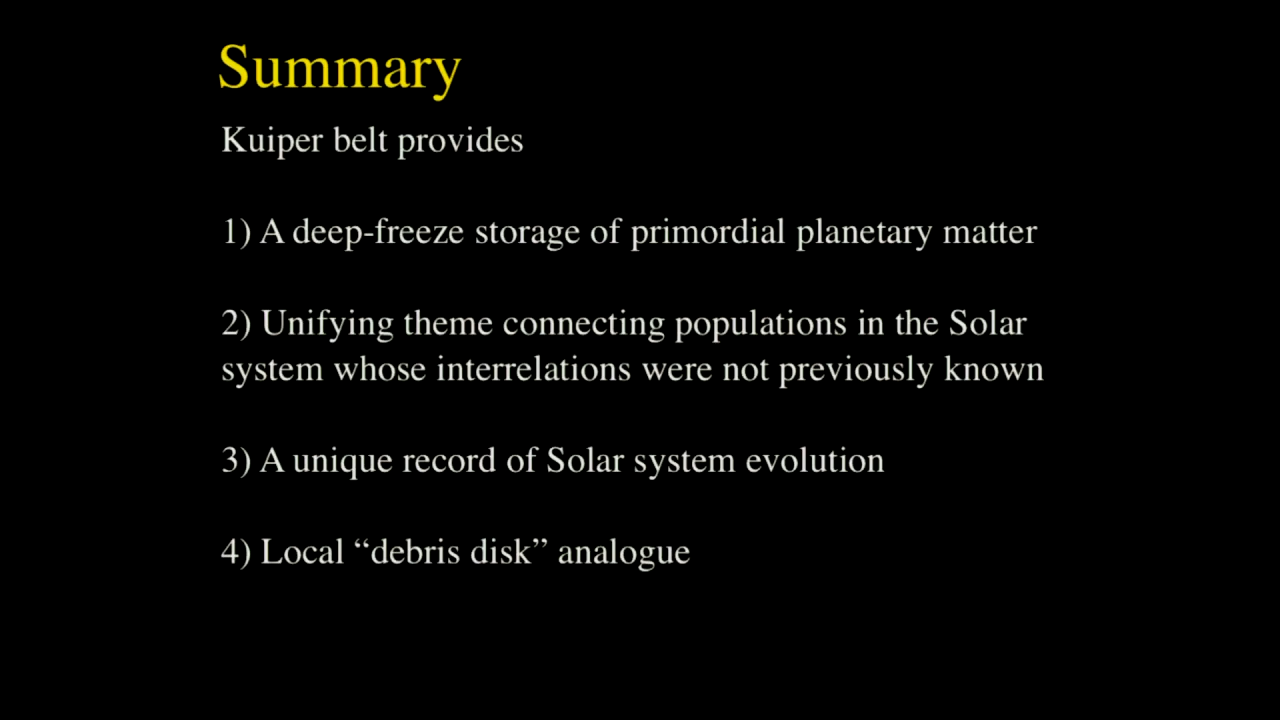 Summary
Kuiper belt provides
1) A deep-freeze storage of primordial planetary matter
2) Unifying theme connecting populations in the Solar
system whose interrelations were not previously known
3) A unique record of Solar system evolution
4) Local “debris disk” analogue